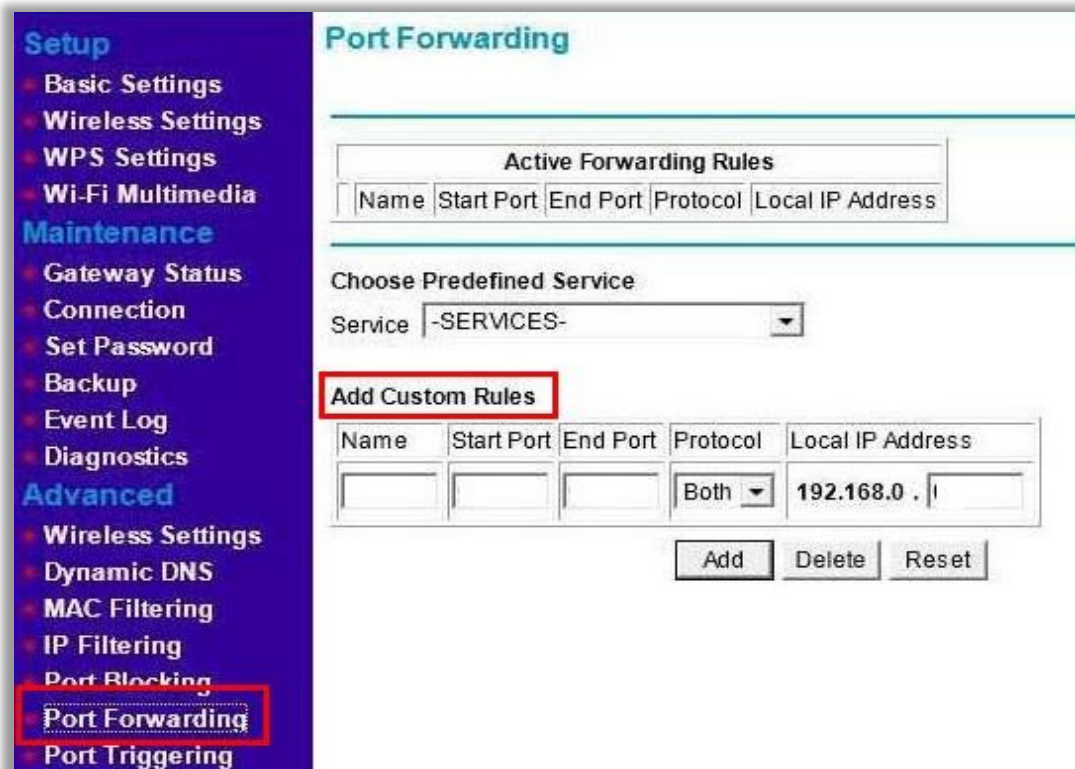 Setup
Basic Settings
Wireless Settings
WPS Settings
Wi-Fi Multimedia
Maintenance
Gateway Status
Connection
Set Password
Backup
Event Log
Diagnostics
Advanced
Wireless Settings
Dynamic DNS
MAC Filtering
IP Filtering
Port Blocking
Port Forwarding
Port Triggering
Port Forwarding
Active Forwarding Rules
Name Start Port End Port Protocol Local IP Address
Choose Predefined Service
Service -SERVICES-
Add Custom Rules
Name Start Port End Port Protocol Local IP Address
Both 192.168.0 .
Add Delete Reset